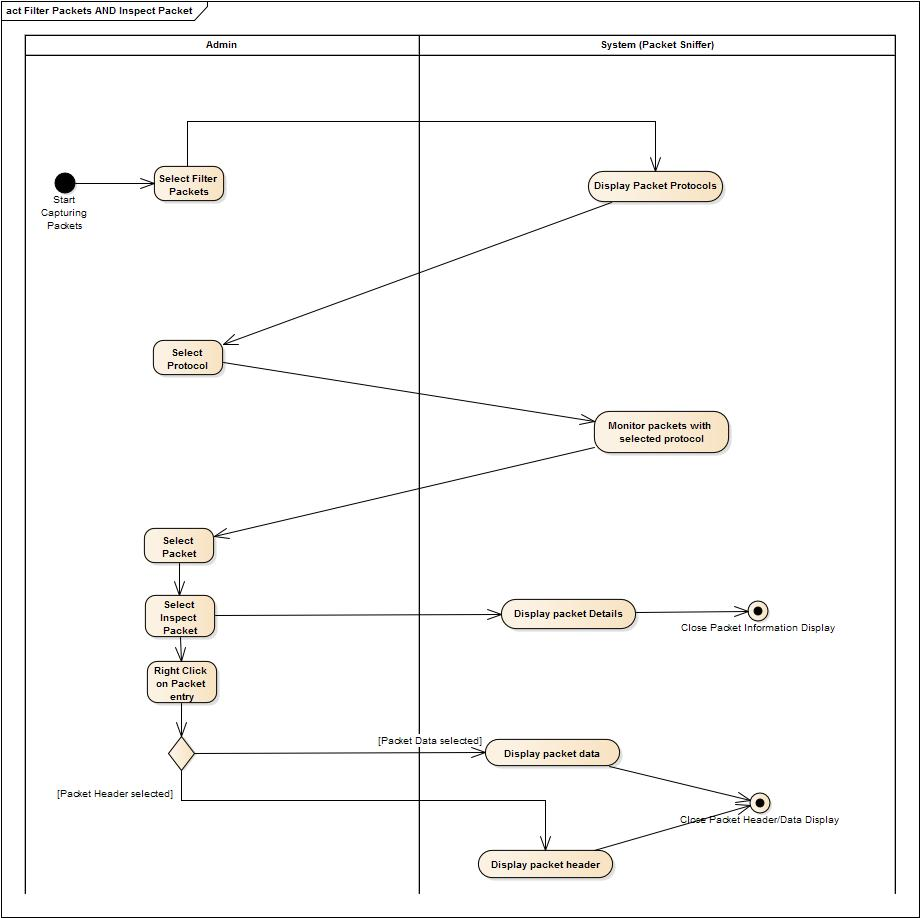 act Filter Packets AND Inspect Packet
Admin
System (Packet Sniffer)
Start
Capturing
Packets
Select Filter
Packets
Display Packet Protocols
Select
Protocol
Monitor packets with
selected protocol
Select
Packet
Select
Inspect
Packet
Display packet Details
Close Packet Information Display
Right Click
on Packet
entry
[Packet Data selected]
Display packet data
[Packet Header selected]
Close Packet Header/Data Display
Display packet header